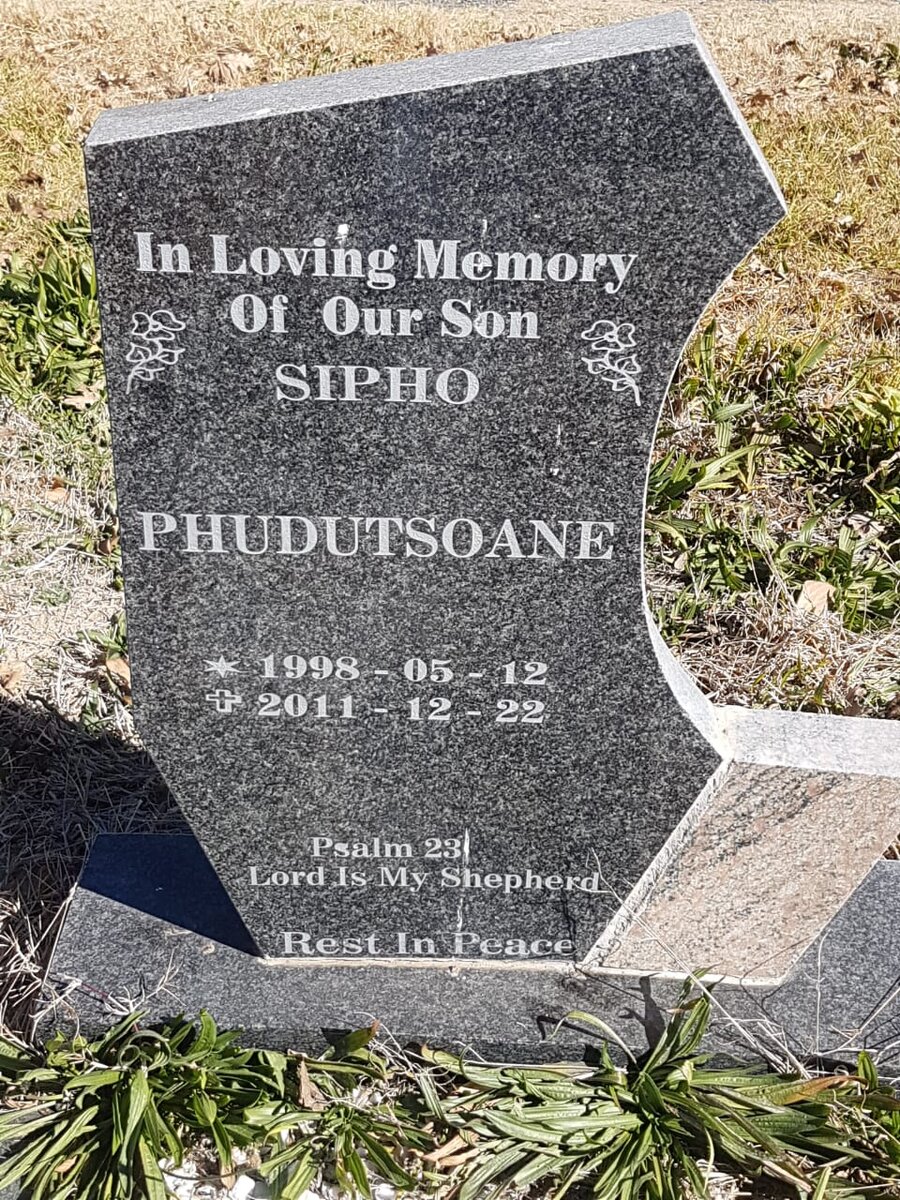 In Loving Memory
Of Our Son
SIPHO
PHUDUTSOANE
1998 - 05 - 12
2011 - 12 - 22
Psalm 23
Lord Is My Shepherd
Rest In Peace